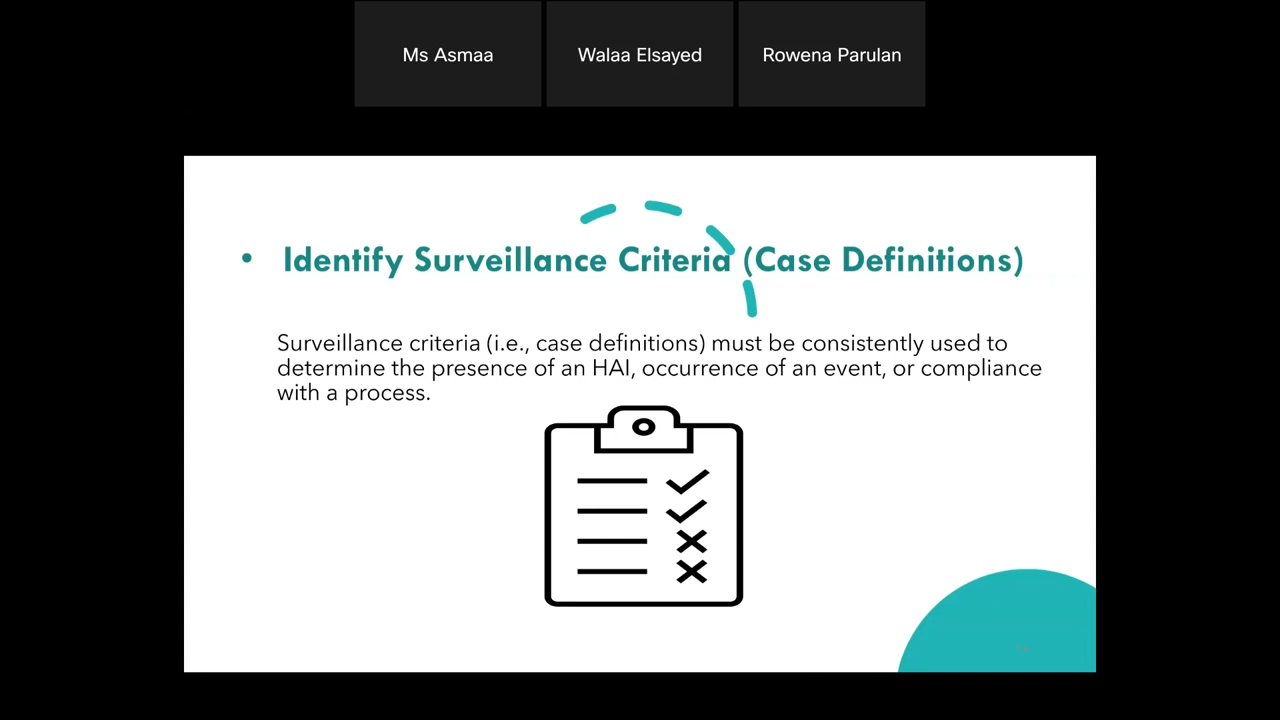 Ms Asmaa
Walaa Elsayed
Rowena Parulan
• Identify Surveillance Criteria (Case Definitions)
Surveillance criteria (i.e., case definitions) must be consistently used to
determine the presence of an HAI, occurrence of an event, or compliance
with a process.